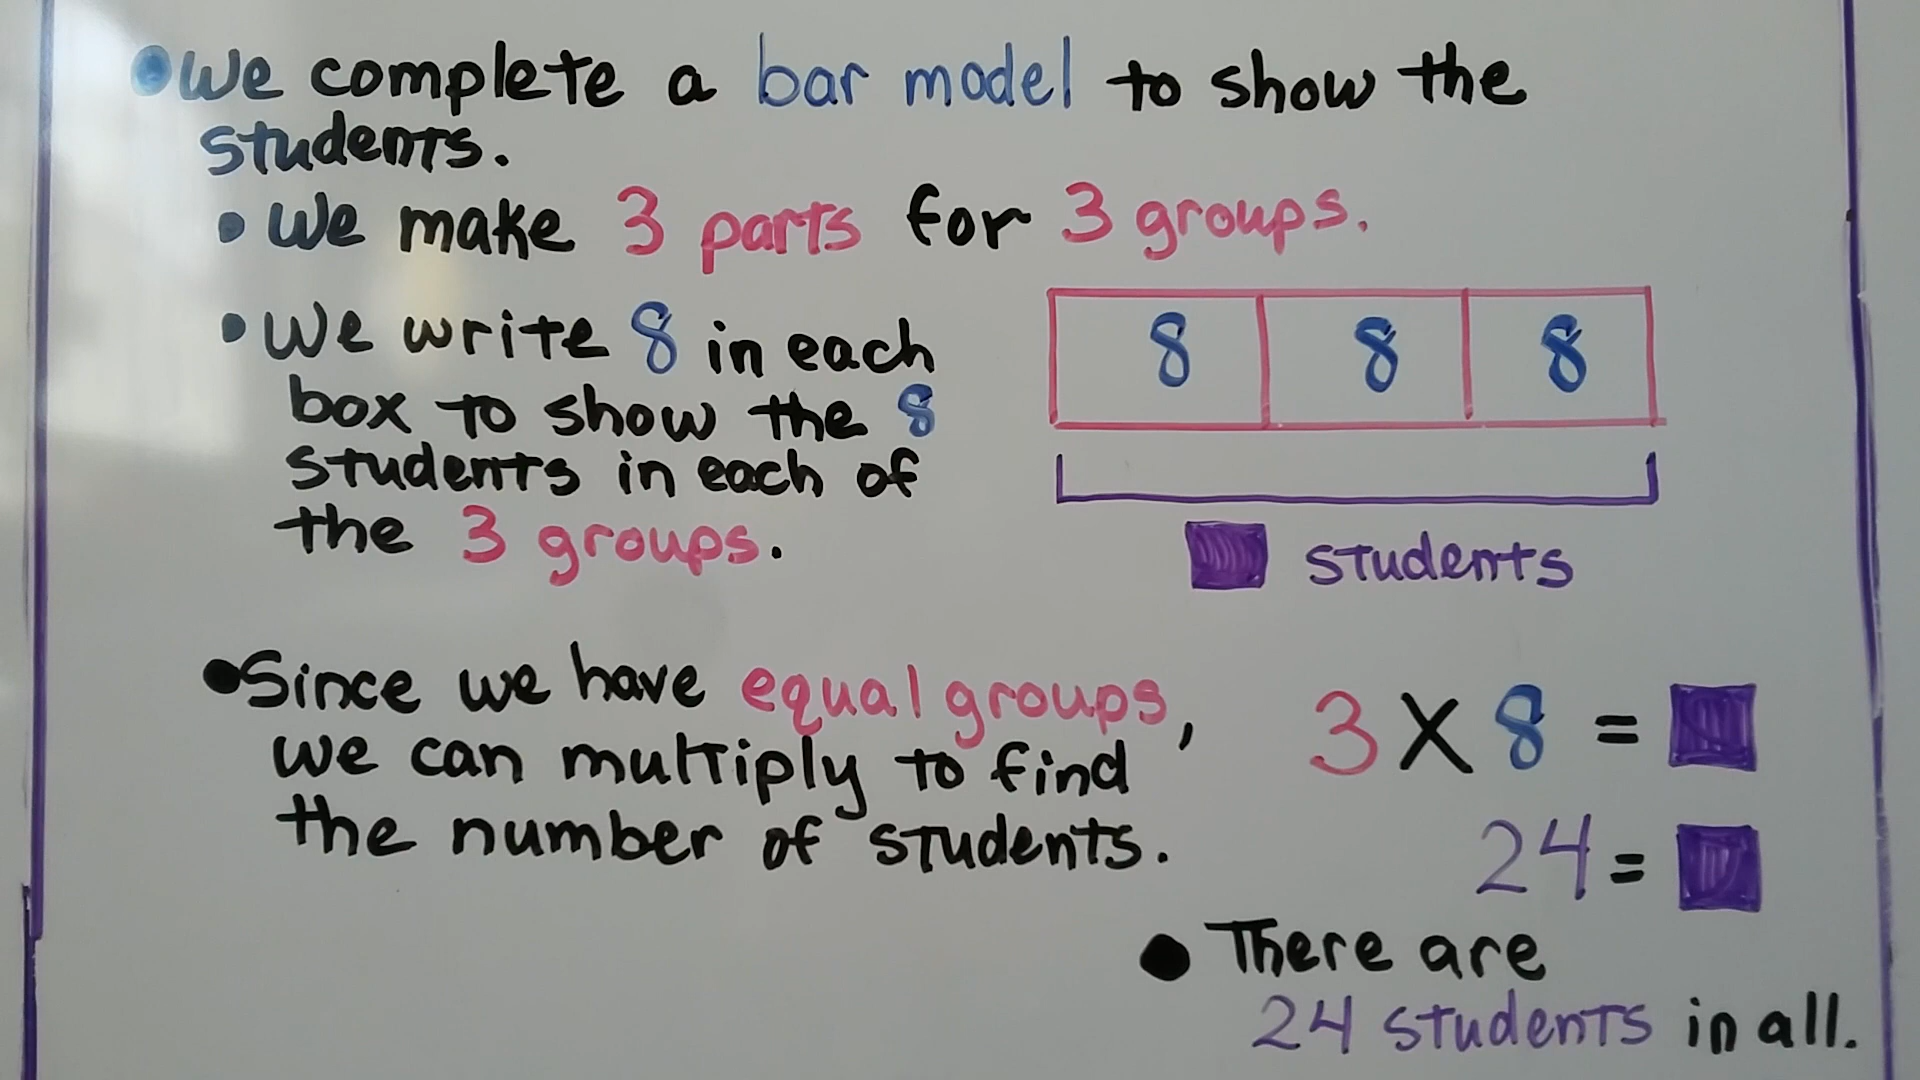 We complete a bar model to show the
students.
We make 3 parts for 3 groups.
We write 8 in each
box to show the 8
students in each of
the 3 groups.
8 8 8
students
Since we have equal groups,
we can multiply to find
the number of students.
3 X 8 =
24 =
There are
24 students in all.